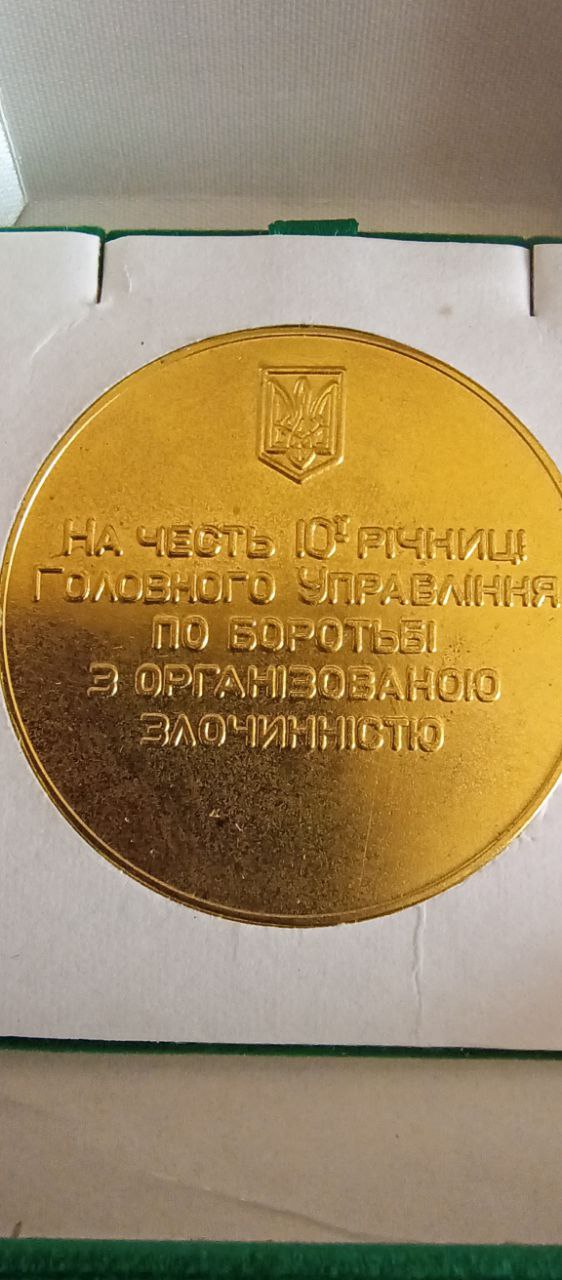 На честь 10ї річниці
Головного Управління
по боротьбі
з організованою
злочинністю